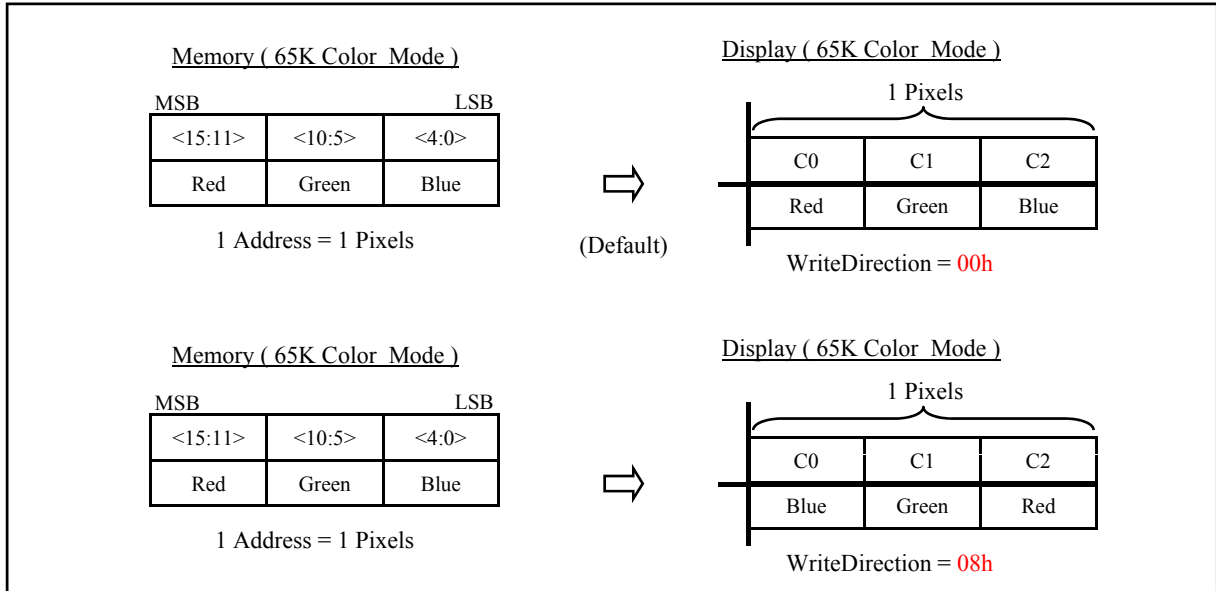 Memory ( 65K Color Mode )
MSB LSB
<15:11> <10:5> <4:0>
Red Green Blue
1 Address = 1 Pixels
(Default)
Display ( 65K Color Mode )
1 Pixels
C0 C1 C2
Red Green Blue
WriteDirection = 00h
Memory ( 65K Color Mode )
MSB LSB
<15:11> <10:5> <4:0>
Red Green Blue
1 Address = 1 Pixels
Display ( 65K Color Mode )
1 Pixels
C0 C1 C2
Blue Green Red
WriteDirection = 08h